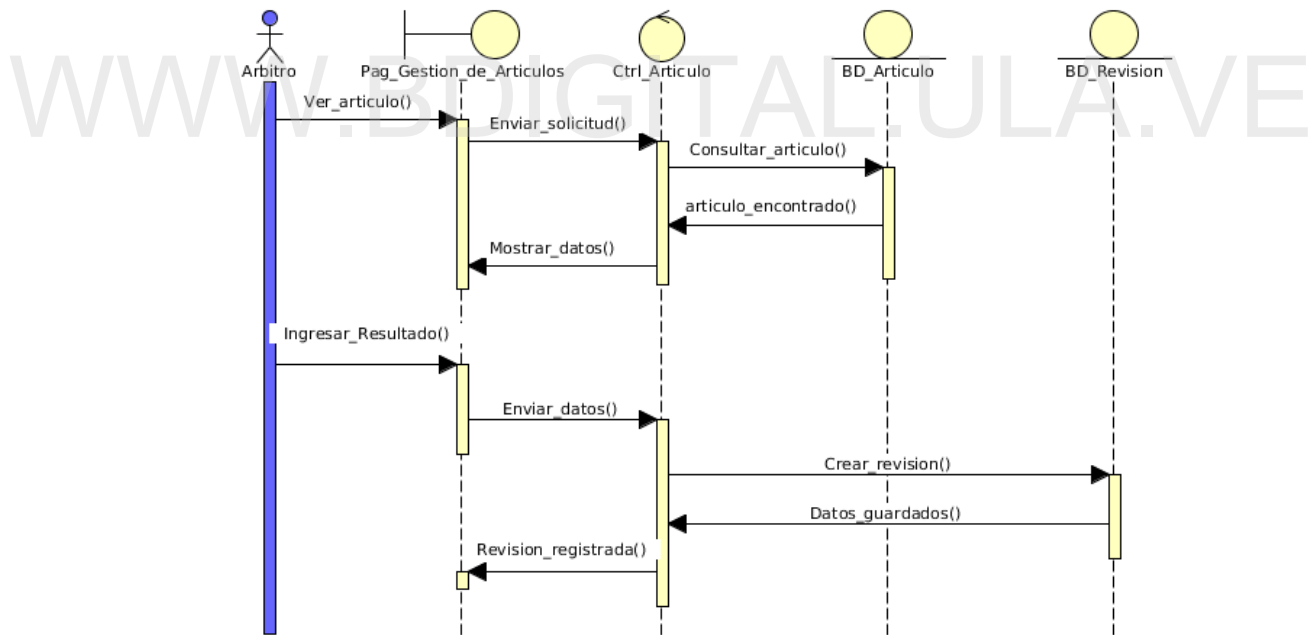 Arbitro
Pag_Gestion_de_Articulos
Ctrl_Articulo
BD_Articulo
BD_Revision
WWW.BDIGITAL.ULA.VE
Ver_articulo()
Enviar_solicitud()
Consultar_articulo()
articulo_encontrado()
Mostrar_datos()
Ingresar_Resultado()
Enviar_datos()
Crear_revision()
Datos_guardados()
Revision_registrada()